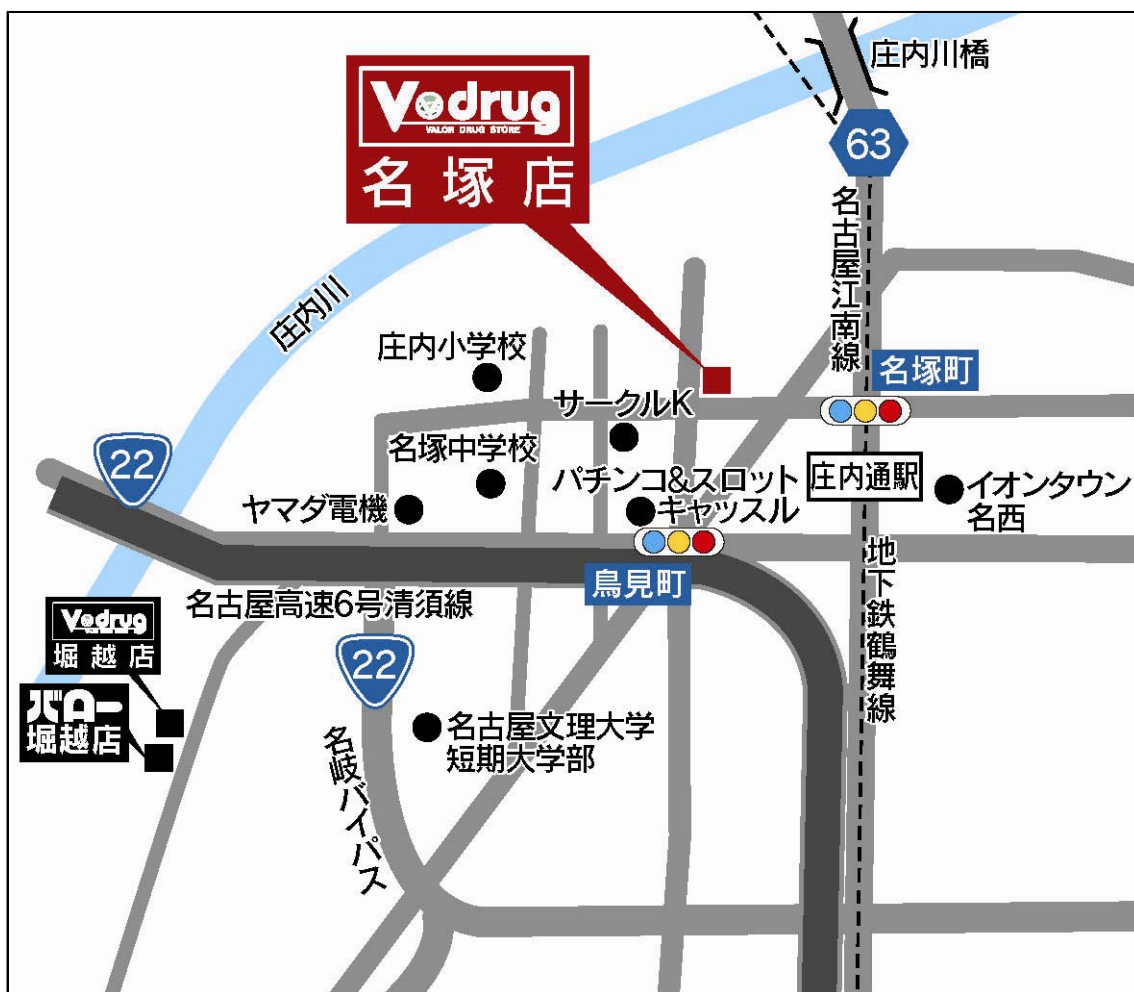 庄内川橋
V drug
VALOR DRUG STORE
名塚店
63
名古屋江南線
庄内川
庄内小学校
名塚町
サークルK
22
名塚中学校
パチンコ&スロット
キャッスル
庄内通駅
イオンタウン
名西
ヤマダ電機
鳥見町
名古屋高速6号清須線
地下鉄鶴舞線
V drug
堀越店
22
バロー
堀越店
名古屋文理大学
短期大学部
名岐バイパス